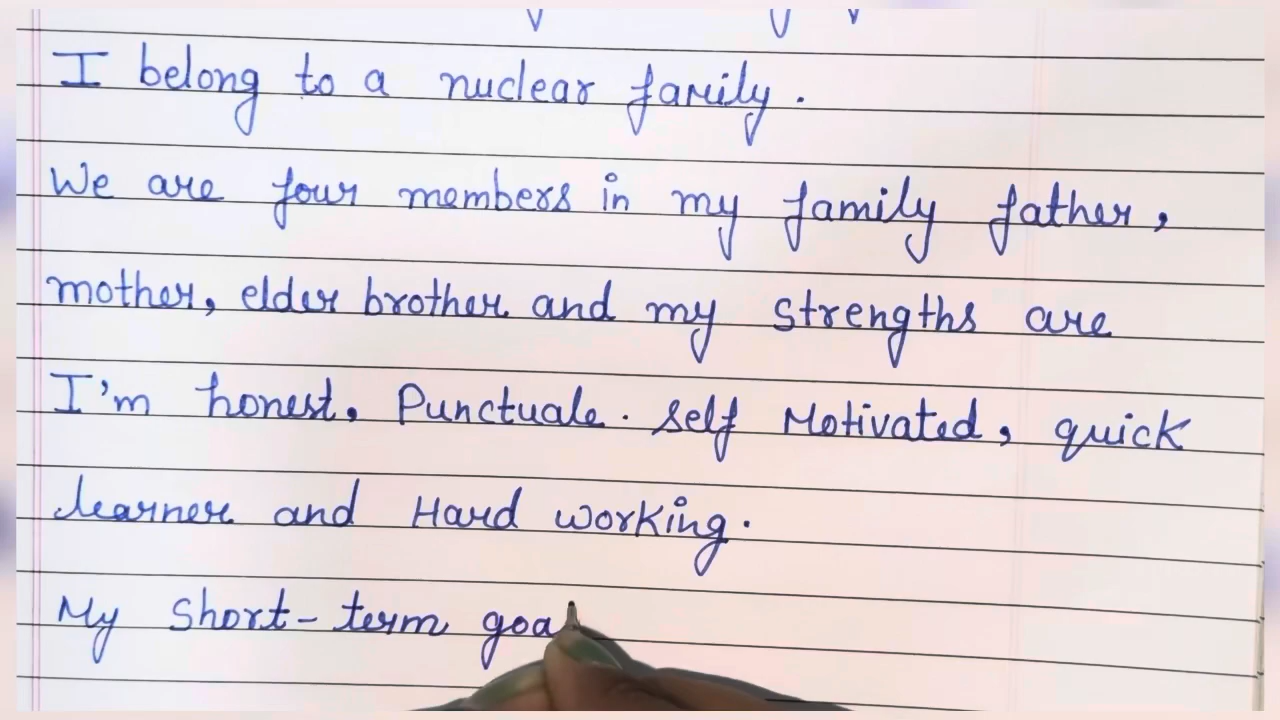 I belong to a nuclear family.
We are four members in my family father,
mother, elder brother and my strengths are
I'm honest, Punctuale. Self Motivated, quick
learner and Hard working.
My Short-term goa